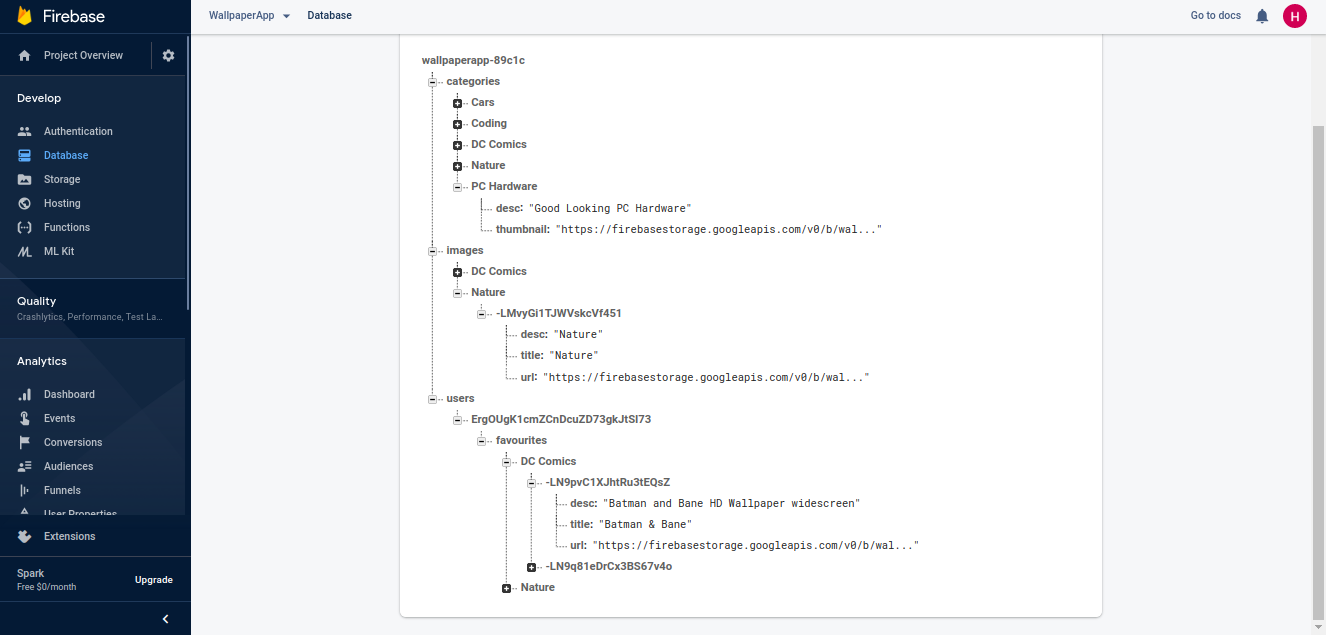 Firebase
WallpaperApp
Database
Go to docs
H
Project Overview
Develop
Authentication
Database
Storage
Hosting
Functions
ML Kit
Quality
Crashlytics, Performance, Test La...
Analytics
Dashboard
Events
Conversions
Audiences
Funnels
User Properties
Extensions
Spark
Free $0/month
Upgrade
wallpaperapp-89c1c
categories
Cars
Coding
DC Comics
Nature
PC Hardware
desc: "Good Looking PC Hardware"
thumbnail: "https://firebasestorage.googleapis.com/v0/b/wal..."
images
DC Comics
Nature
-LMvyGi1TJWVskcVf451
desc: "Nature"
title: "Nature"
url: "https://firebasestorage.googleapis.com/v0/b/wal..."
users
ErgOUgK1cmZCnDcuZD73gkJtSI73
favourites
DC Comics
-LN9pvC1XJhtRu3tEQsZ
desc: "Batman and Bane HD Wallpaper widescreen"
title: "Batman & Bane"
url: "https://firebasestorage.googleapis.com/v0/b/wal..."
-LN9q81eDrCx3BS67v4o
Nature